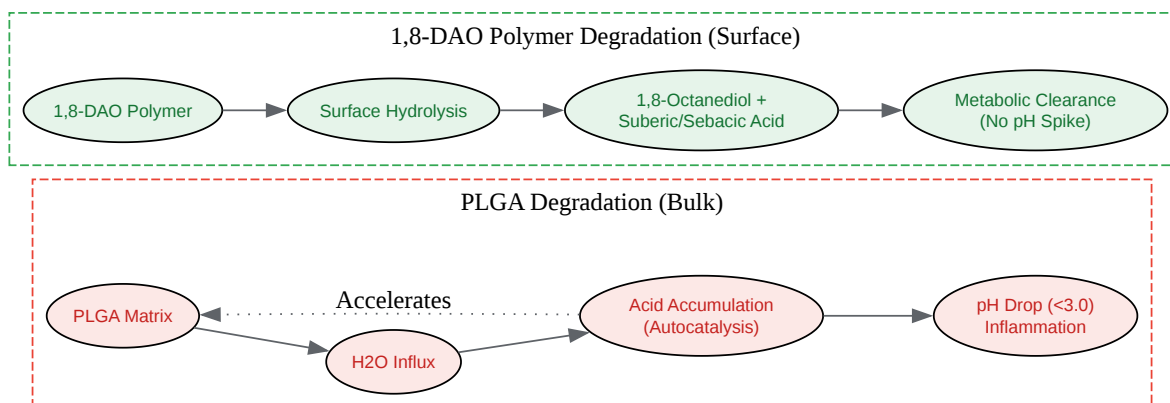 1,8-DAO Polymer Degradation (Surface)
1,8-DAO Polymer
Surface Hydrolysis
1,8-Octanediol +
Suberic/Sebacic Acid
Metabolic Clearance
(No pH Spike)
PLGA Degradation (Bulk)
PLGA Matrix
Accelerates
H2O Influx
Acid Accumulation
(Autocatalysis)
pH Drop (<3.0)
Inflammation